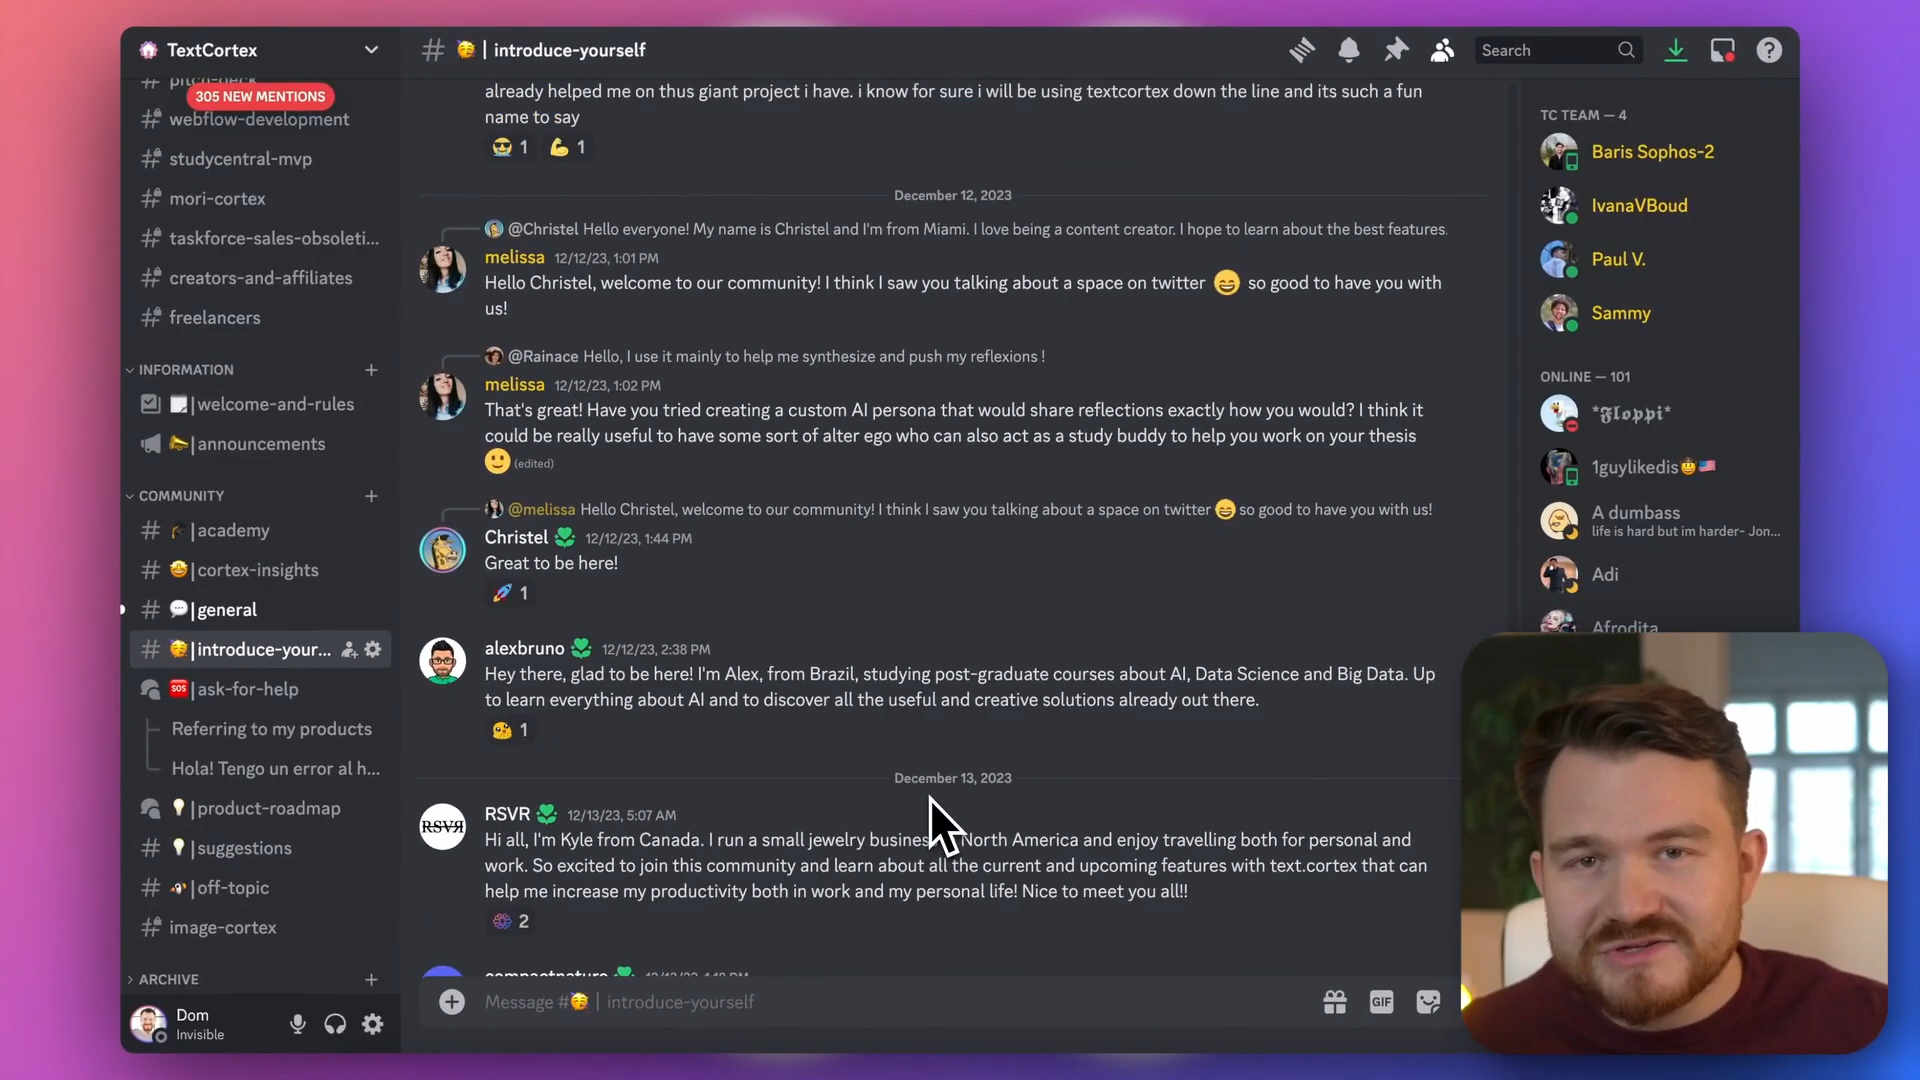 TextCortex
pitch-deck
305 NEW MENTIONS
webflow-development
studycentral-mvp
mori-cortex
taskforce-sales-obsoleti...
creators-and-affiliates
freelancers
INFORMATION
|welcome-and-rules
|announcements
COMMUNITY
|academy
|cortex-insights
|general
|introduce-your...
SOS |ask-for-help
Referring to my products
Hola! Tengo un error al h...
|product-roadmap
|suggestions
|off-topic
image-cortex
ARCHIVE
Dom
Invisible
# 🥳 | introduce-yourself
Search
already helped me on thus giant project i have. i know for sure i will be using textcortex down the line and its such a fun
name to say
😎 1 💪 1
December 12, 2023
@Christel Hello everyone! My name is Christel and I'm from Miami. I love being a content creator. I hope to learn about the best features.
melissa 12/12/23, 1:01 PM
Hello Christel, welcome to our community! I think I saw you talking about a space on twitter 😄 so good to have you with
us!
@Rainace Hello, I use it mainly to help me synthesize and push my reflexions !
melissa 12/12/23, 1:02 PM
That's great! Have you tried creating a custom AI persona that would share reflections exactly how you would? I think it
could be really useful to have some sort of alter ego who can also act as a study buddy to help you work on your thesis
🙂 (edited)
@melissa Hello Christel, welcome to our community! I think I saw you talking about a space on twitter 😄 so good to have you with us!
Christel 12/12/23, 1:44 PM
Great to be here!
🚀 1
alexbruno 12/12/23, 2:38 PM
Hey there, glad to be here! I'm Alex, from Brazil, studying post-graduate courses about AI, Data Science and Big Data. Up
to learn everything about AI and to discover all the useful and creative solutions already out there.
1
December 13, 2023
RSVR
RSVR 12/13/23, 5:07 AM
Hi all, I'm Kyle from Canada. I run a small jewelry busines North America and enjoy travelling both for personal and
work. So excited to join this community and learn about all the current and upcoming features with text.cortex that can
help me increase my productivity both in work and my personal life! Nice to meet you all!!
2
compactnature 12/13/23, 1:18 PM
Message #🥳 | introduce-yourself
GIF
TC TEAM — 4
Baris Sophos-2
IvanaVBoud
Paul V.
Sammy
ONLINE — 101
*𝕱𝖑𝖔𝖕𝖕𝖎*
1guylikedis🤠🇺🇸
A dumbass
life is hard but im harder- Jon...
Adi
Afrodita